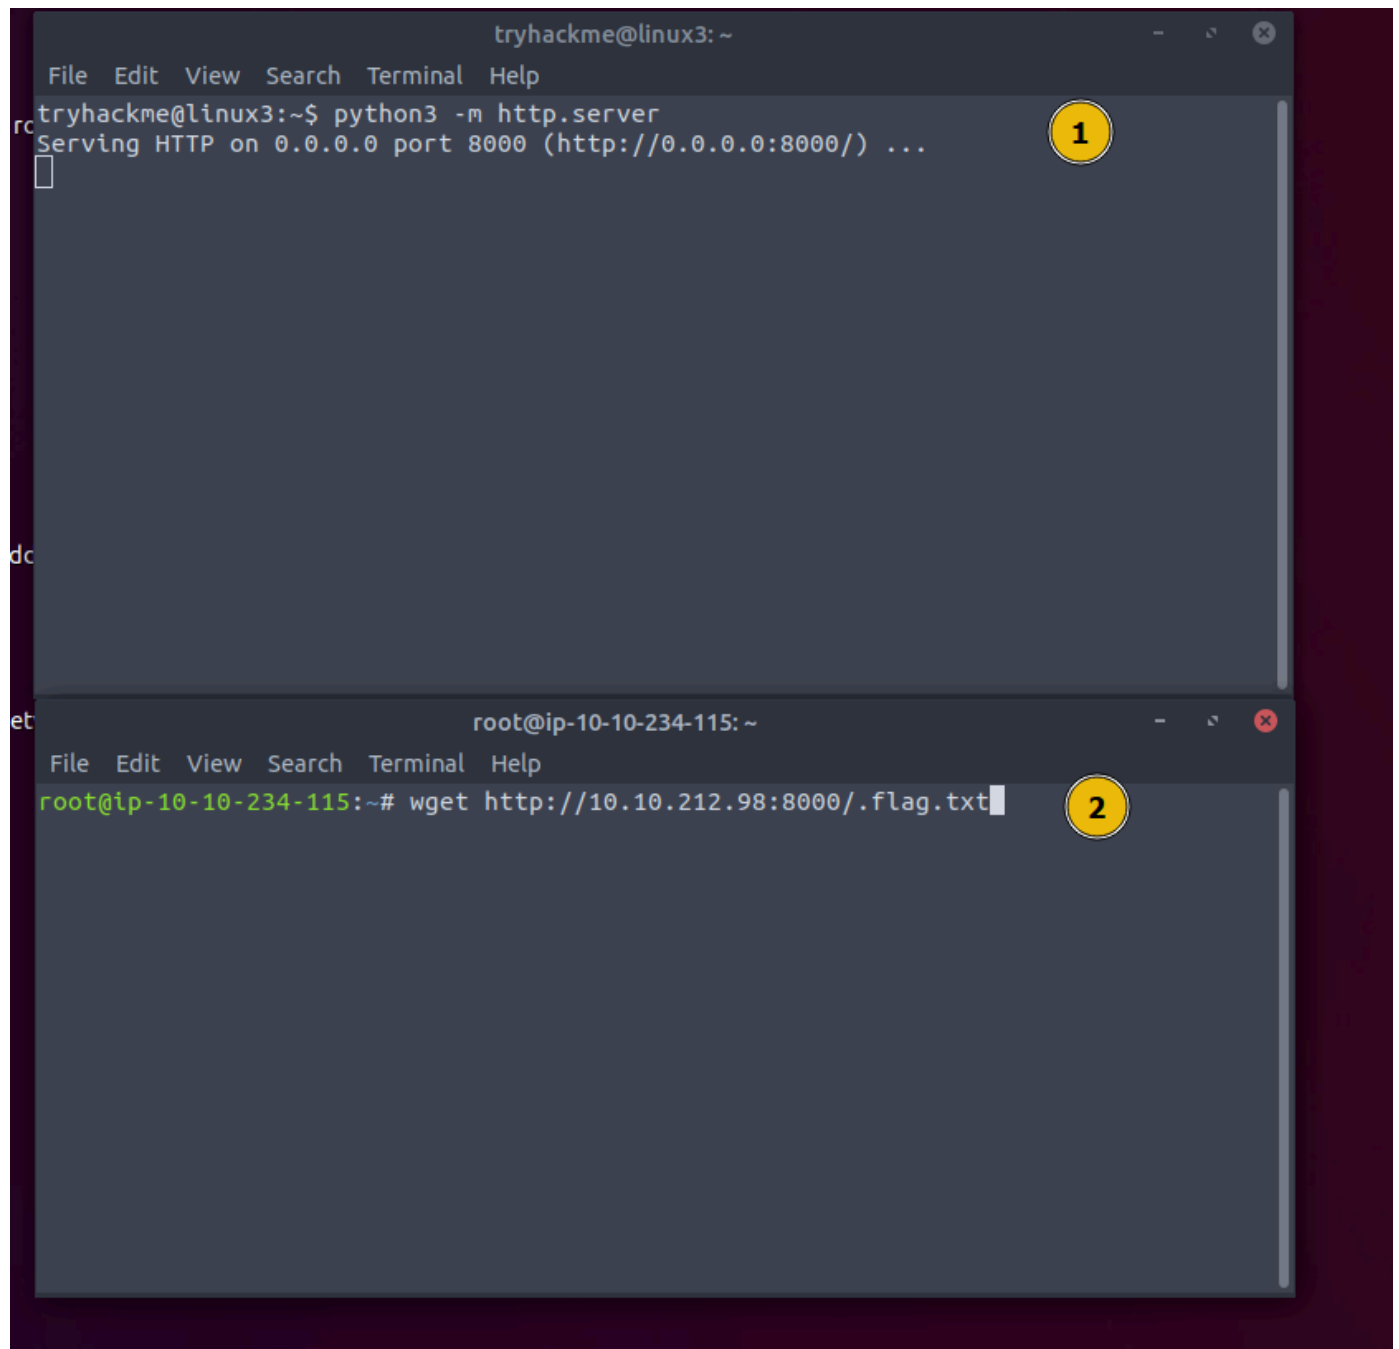 tryhackme@linux3: ~
File Edit View Search Terminal Help
tryhackme@linux3:~$ python3 -m http.server
Serving HTTP on 0.0.0.0 port 8000 (http://0.0.0.0:8000/) ...
1
root@ip-10-10-234-115: ~
File Edit View Search Terminal Help
root@ip-10-10-234-115:~# wget http://10.10.212.98:8000/.flag.txt
2